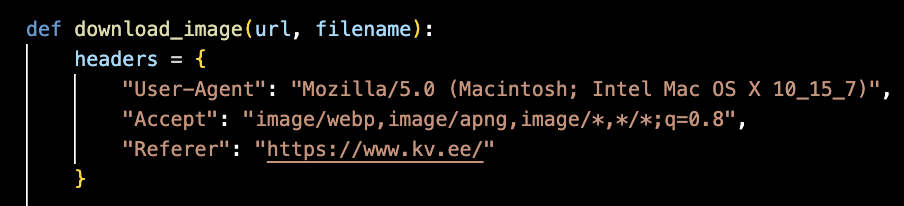 def download_image(url, filename):
    headers = {
        "User-Agent": "Mozilla/5.0 (Macintosh; Intel Mac OS X 10_15_7)",
        "Accept": "image/webp,image/apng,image/*,*/*;q=0.8",
        "Referer": "https://www.kv.ee/"
    }